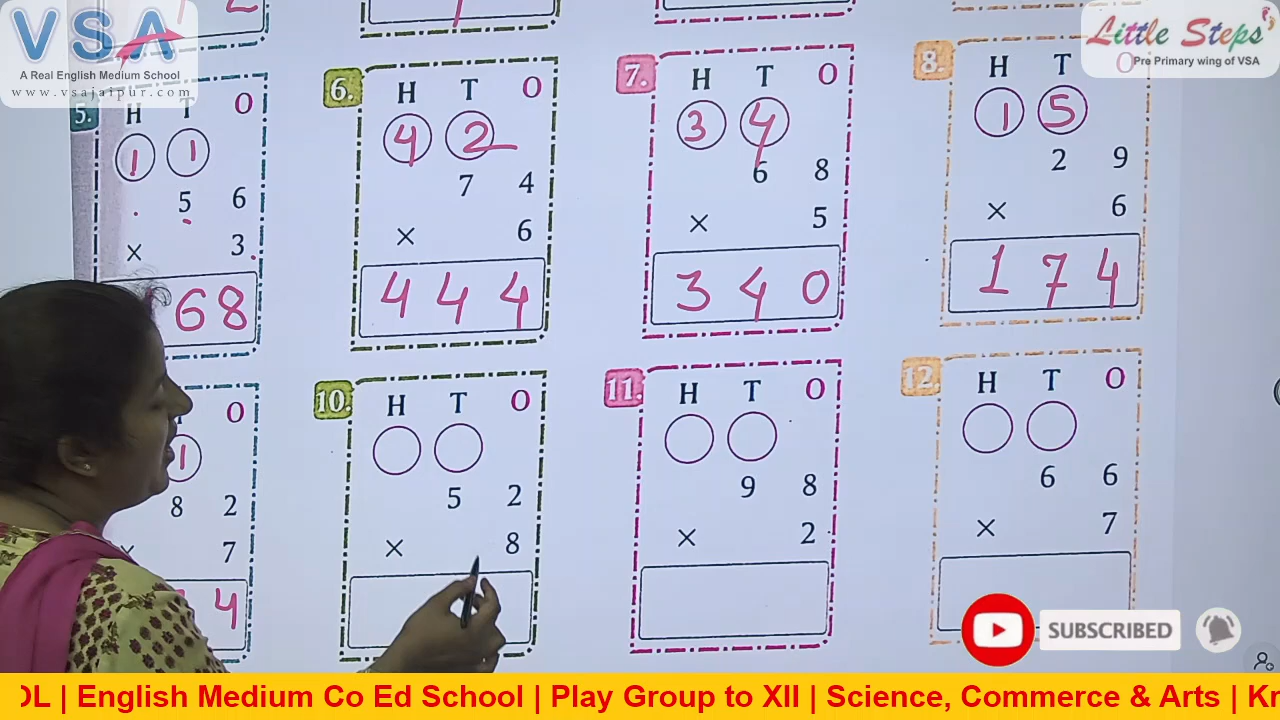 VSA
A Real English Medium School
www.vsajaipur.com
Little Steps
Pre Primary wing of VSA
5.
H T O
1 1
5 6
× 3
68
6.
H T O
4 2
7 4
× 6
4 4 4
7.
H T O
3 4
6 8
× 5
3 4 0
8.
H T O
1 5
2 9
× 6
1 7 4
O
1
8 2
× 7
4
10.
H T O
5 2
× 8
11.
H T O
9 8
× 2
12.
H T O
6 6
× 7
SUBSCRIBED
| English Medium Co Ed School | Play Group to XII | Science, Commerce & Arts |